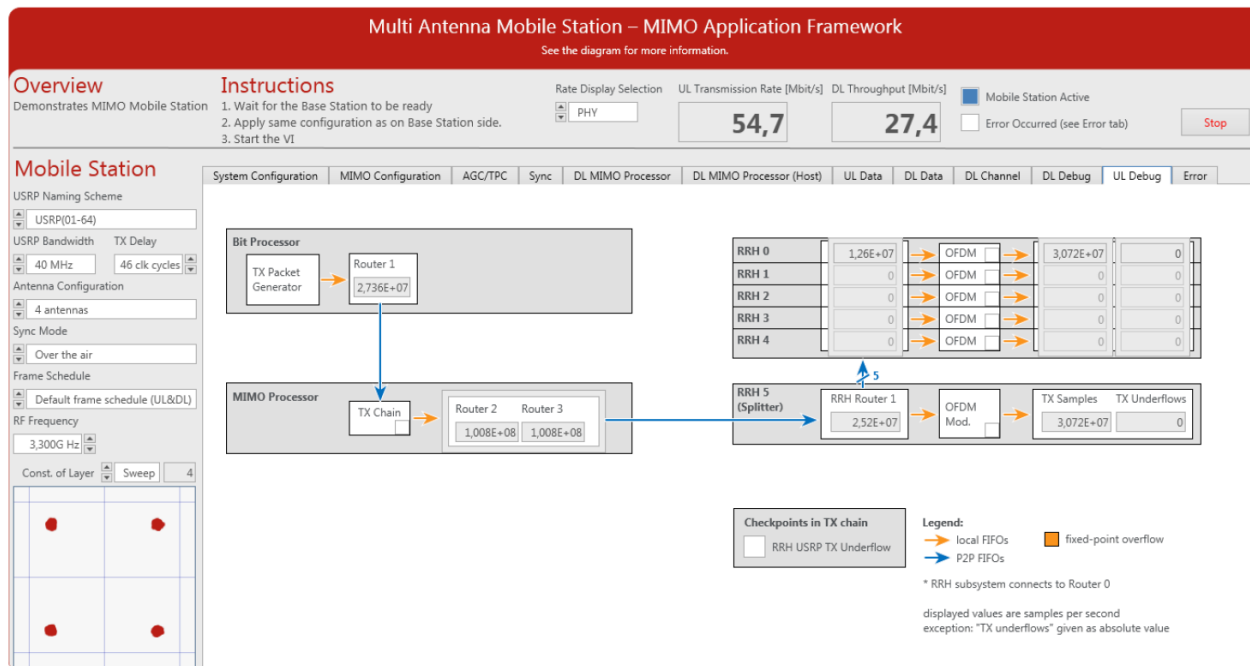 Multi Antenna Mobile Station – MIMO Application Framework
See the diagram for more information.
Overview
Demonstrates MIMO Mobile Station
Instructions
1. Wait for the Base Station to be ready
2. Apply same configuration as on Base Station side.
3. Start the VI
Rate Display Selection
PHY
UL Transmission Rate [Mbit/s]
54,7
DL Throughput [Mbit/s]
27,4
Mobile Station Active
Error Occurred (see Error tab)
Stop
Mobile Station
USRP Naming Scheme
USRP(01-64)
USRP Bandwidth TX Delay
40 MHz 46 clk cycles
Antenna Configuration
4 antennas
Sync Mode
Over the air
Frame Schedule
Default frame schedule (UL&DL)
RF Frequency
3,300G Hz
Const. of Layer Sweep 4
System Configuration MIMO Configuration AGC/TPC Sync DL MIMO Processor DL MIMO Processor (Host) UL Data DL Data DL Channel DL Debug UL Debug Error
Bit Processor
TX Packet
Generator
Router 1
2,736E+07
MIMO Processor
TX Chain
Router 2 Router 3
1,008E+08 1,008E+08
RRH 0 1,26E+07 OFDM 3,072E+07 0
RRH 1 0 OFDM 0 0
RRH 2 0 OFDM 0 0
RRH 3 0 OFDM 0 0
RRH 4 0 OFDM 0 0
5
RRH 5
(Splitter)
RRH Router 1
2,52E+07
OFDM
Mod.
TX Samples TX Underflows
3,072E+07 0
Checkpoints in TX chain
RRH USRP TX Underflow
Legend:
local FIFOs
P2P FIFOs
fixed-point overflow
* RRH subsystem connects to Router 0
displayed values are samples per second
exception: "TX underflows" given as absolute value